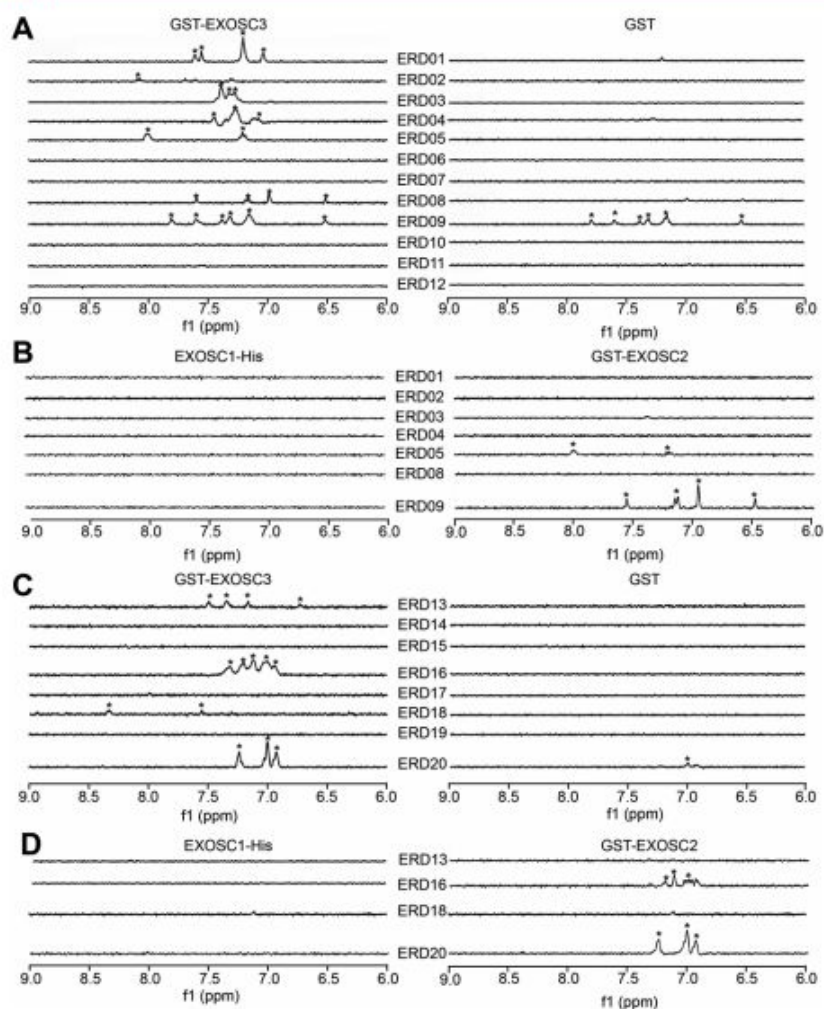 A
GST-EXOSC3 GST
ERD01
ERD02
ERD03
ERD04
ERD05
ERD06
ERD07
ERD08
ERD09
ERD10
ERD11
ERD12
9.0 8.5 8.0 7.5 7.0 6.5 6.0 9.0 8.5 8.0 7.5 7.0 6.5 6.0
f1 (ppm) f1 (ppm)
B
EXOSC1-His GST-EXOSC2
ERD01
ERD02
ERD03
ERD04
ERD05
ERD08
ERD09
9.0 8.5 8.0 7.5 7.0 6.5 6.0 9.0 8.5 8.0 7.5 7.0 6.5 6.0
f1 (ppm) f1 (ppm)
C
GST-EXOSC3 GST
ERD13
ERD14
ERD15
ERD16
ERD17
ERD18
ERD19
ERD20
9.0 8.5 8.0 7.5 7.0 6.5 6.0 9.0 8.5 8.0 7.5 7.0 6.5 6.0
f1 (ppm) f1 (ppm)
D
EXOSC1-His GST-EXOSC2
ERD13
ERD16
ERD18
ERD20
9.0 8.5 8.0 7.5 7.0 6.5 6.0 9.0 8.5 8.0 7.5 7.0 6.5 6.0
f1 (ppm) f1 (ppm)